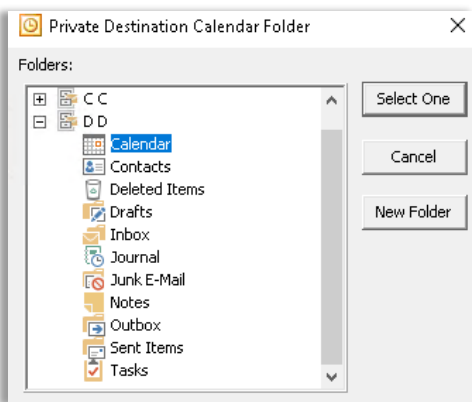 Private Destination Calendar Folder
Folders:
C C
D D
Calendar
Contacts
Deleted Items
Drafts
Inbox
Journal
Junk E-Mail
Notes
Outbox
Sent Items
Tasks
Select One
Cancel
New Folder